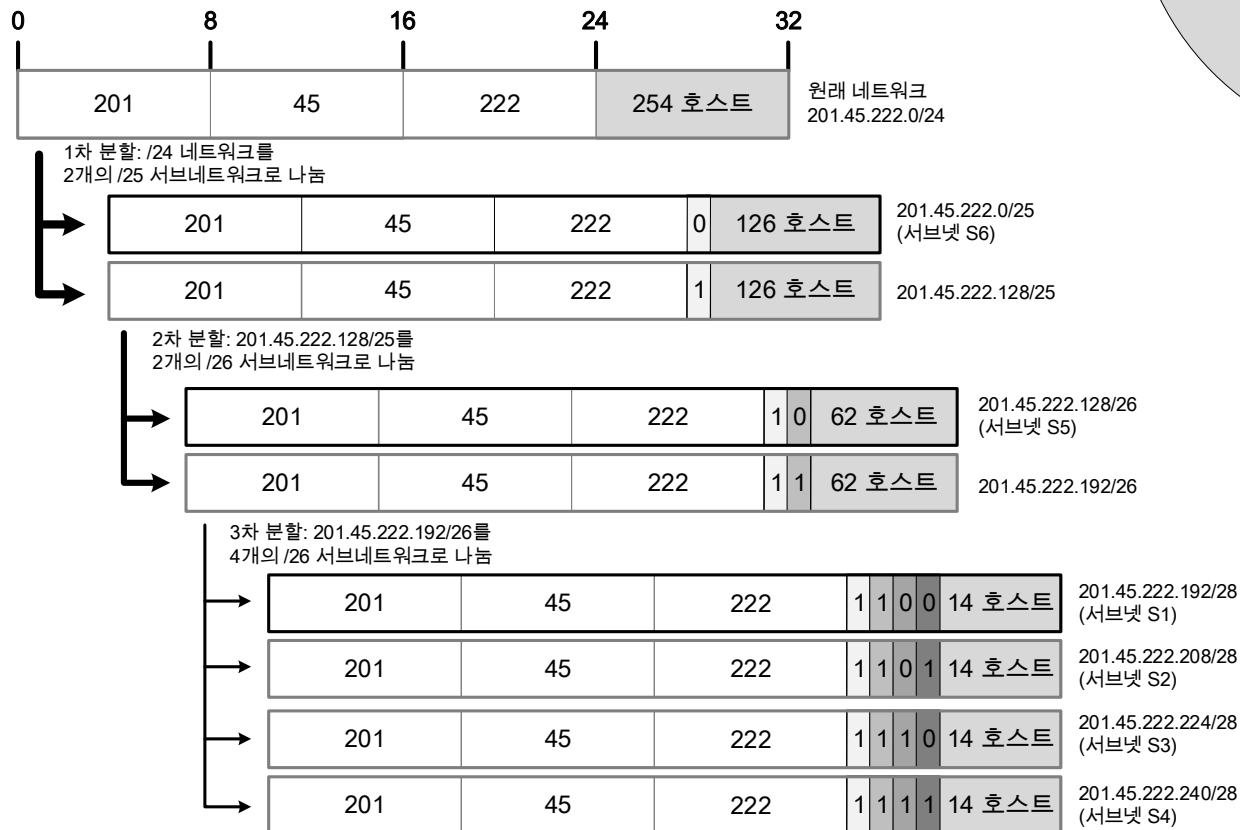 0 8 16 24 32
201 45 222 254 호스트
원래 네트워크
201.45.222.0/24
1차 분할: /24 네트워크를
2개의 /25 서브네트워크로 나눔
201 45 222 0 126 호스트
201.45.222.0/25
(서브넷 S6)
201 45 222 1 126 호스트
201.45.222.128/25
2차 분할: 201.45.222.128/25를
2개의 /26 서브네트워크로 나눔
201 45 222 1 0 62 호스트
201.45.222.128/26
(서브넷 S5)
201 45 222 1 1 62 호스트
201.45.222.192/26
3차 분할: 201.45.222.192/26를
4개의 /26 서브네트워크로 나눔
201 45 222 1 1 0 0 14 호스트
201.45.222.192/28
(서브넷 S1)
201 45 222 1 1 0 1 14 호스트
201.45.222.208/28
(서브넷 S2)
201 45 222 1 1 1 0 14 호스트
201.45.222.224/28
(서브넷 S3)
201 45 222 1 1 1 1 14 호스트
201.45.222.240/28
(서브넷 S4)